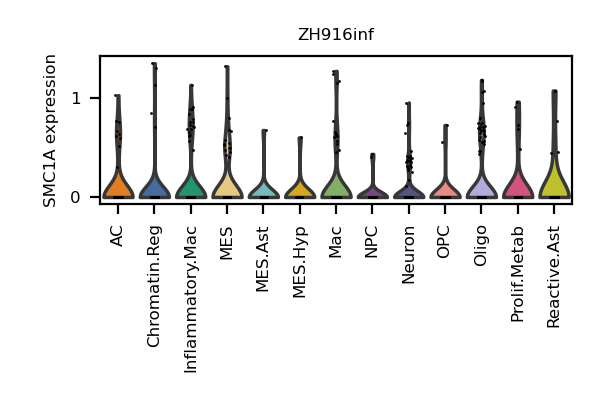 ZH916inf
SMC1A expression
1
0
AC
Chromatin.Reg
Inflammatory.Mac
MES
MES.Ast
MES.Hyp
Mac
NPC
Neuron
OPC
Oligo
Prolif.Metab
Reactive.Ast